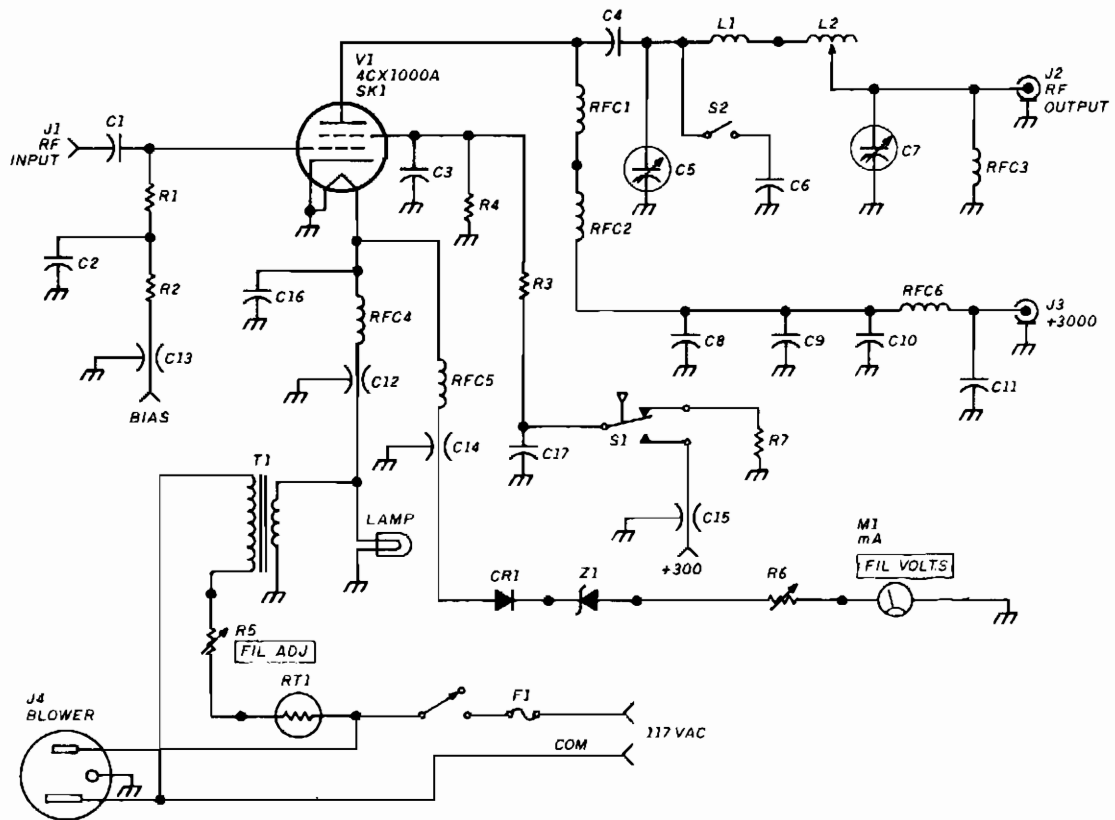 C4
L1
L2
V1
4CX1000A
SK1
J2
RF
OUTPUT
J1
RF
INPUT
C1
RFC1
S2
C5
C6
C7
RFC3
C3
R4
R1
C2
R2
RFC2
R3
C16
RFC4
RFC6
J3
+3000
C8
C9
C10
C11
C13
C12
RFC5
BIAS
C14
C17
S1
R7
T1
LAMP
C15
+300
M1
mA
FIL VOLTS
CR1
Z1
R6
R5
FIL ADJ
RT1
F1
J4
BLOWER
117 VAC
COM